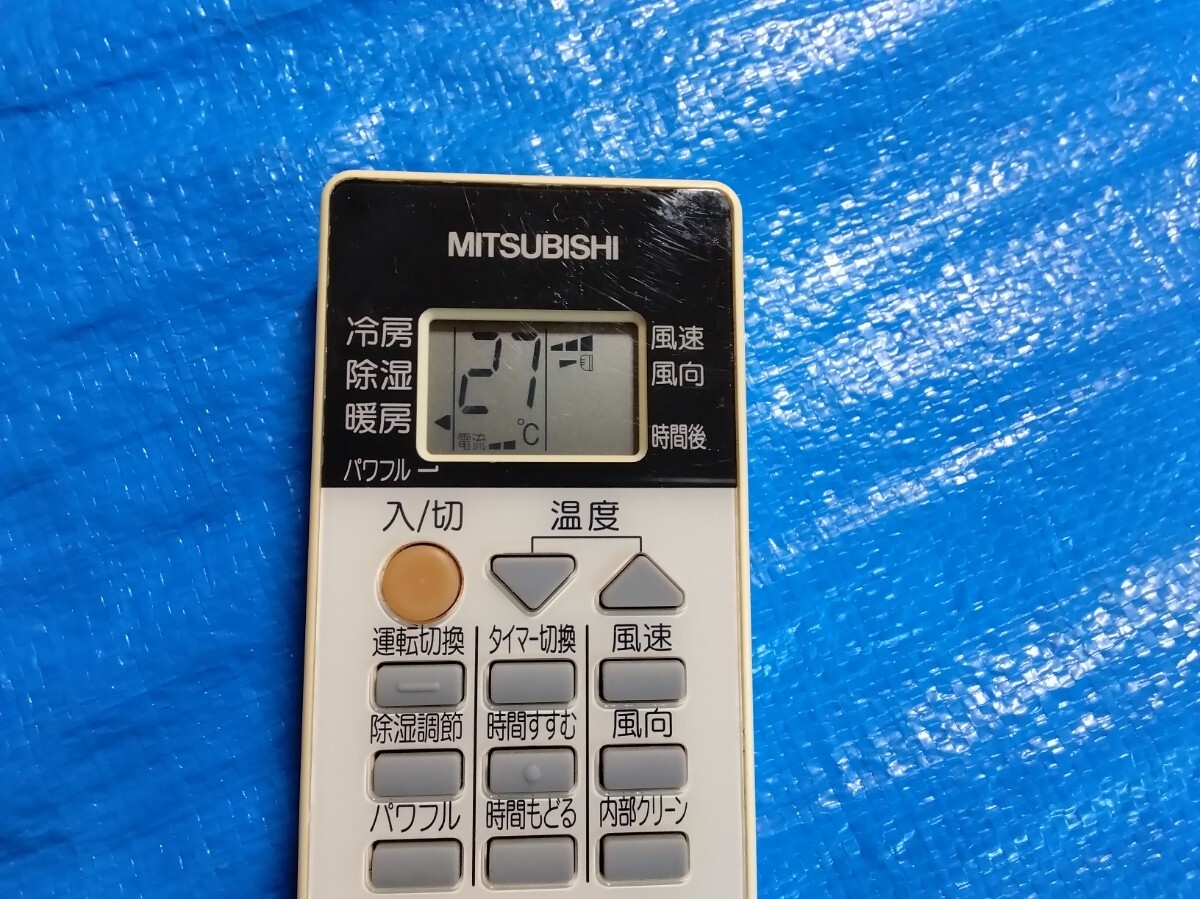 MITSUBISHI
冷房 風速
除湿 風向
27
暖房 ℃
電流 時間後
パワフル
入/切 温度
運転切換 タイマー切換 風速
除湿調節 時間すすむ 風向
パワフル 時間もどる 内部クリーン